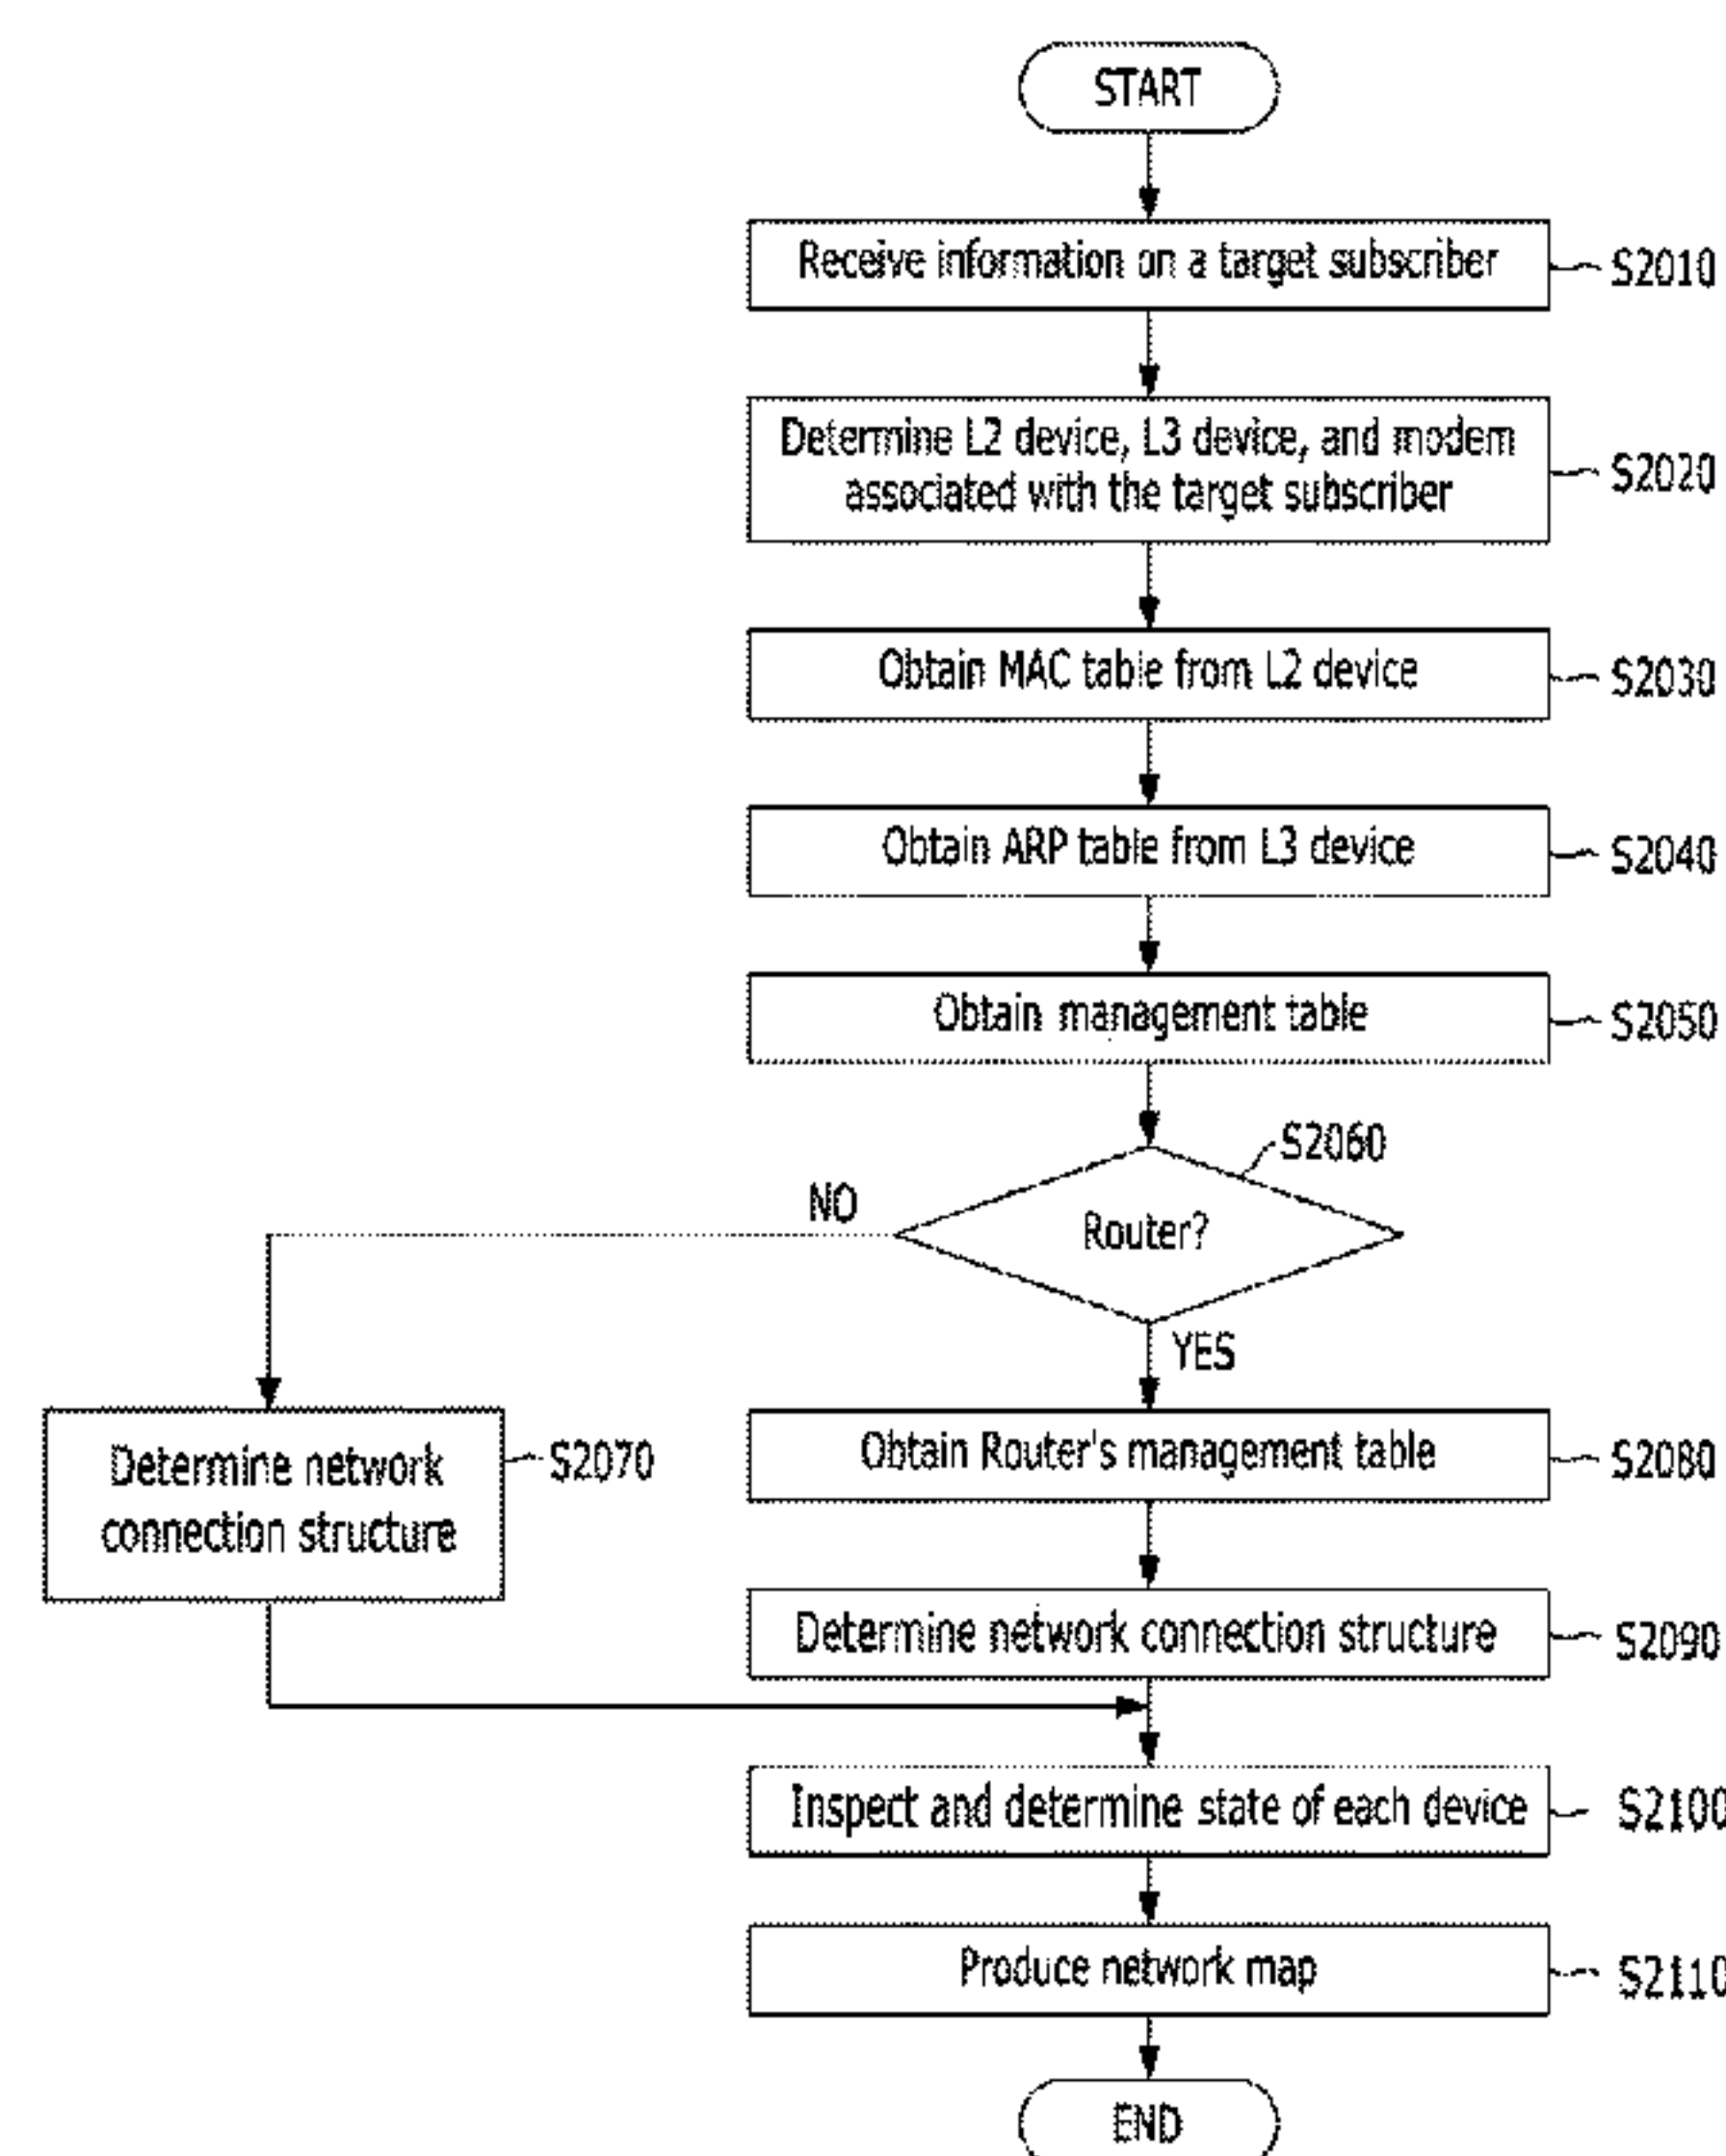 START
Receive information on a target subscriber
S2010
Determine L2 device, L3 device, and modem
associated with the target subscriber
S2020
Obtain MAC table from L2 device
S2030
Obtain ARP table from L3 device
S2040
Obtain management table
S2050
S2060
Router?
NO
YES
Determine network
connection structure
S2070
Obtain Router's management table
S2080
Determine network connection structure
S2090
Inspect and determine state of each device
S2100
Produce network map
S2110
END